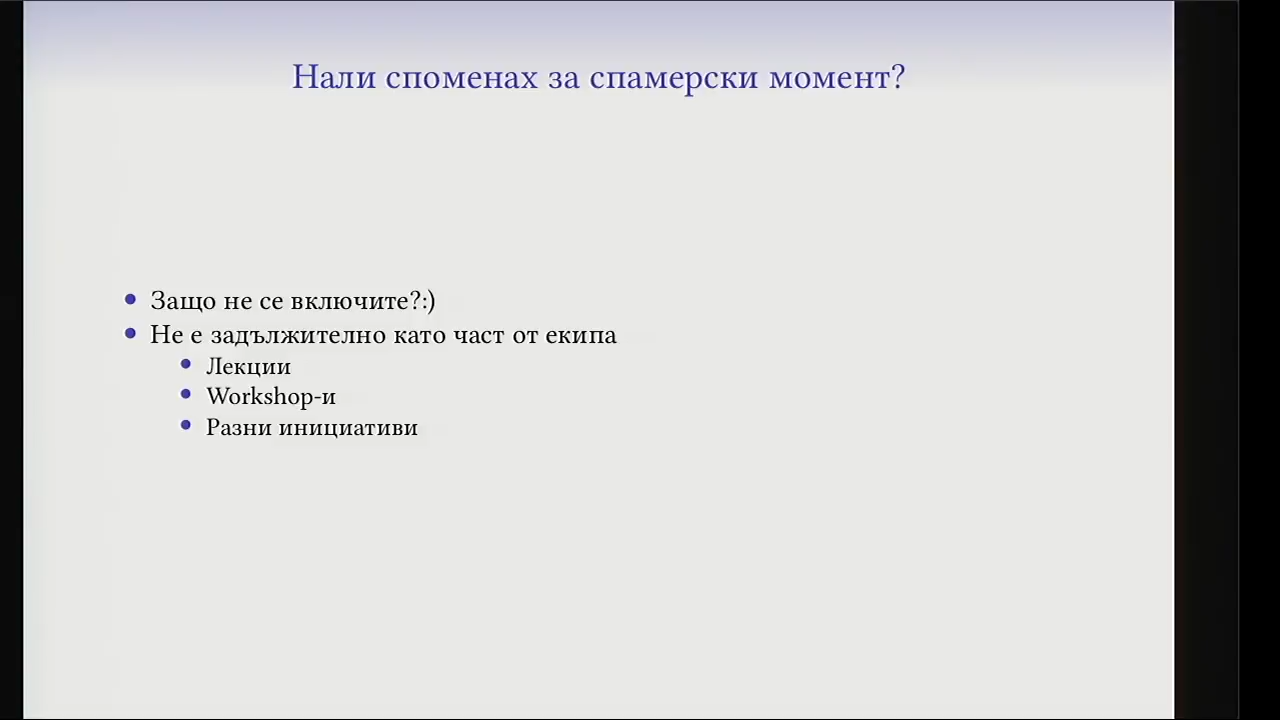 Нали споменах за спамерски момент?
Защо не се включите?:)
Не е задължително като част от екипа
Лекции
Workshop-и
Разни инициативи